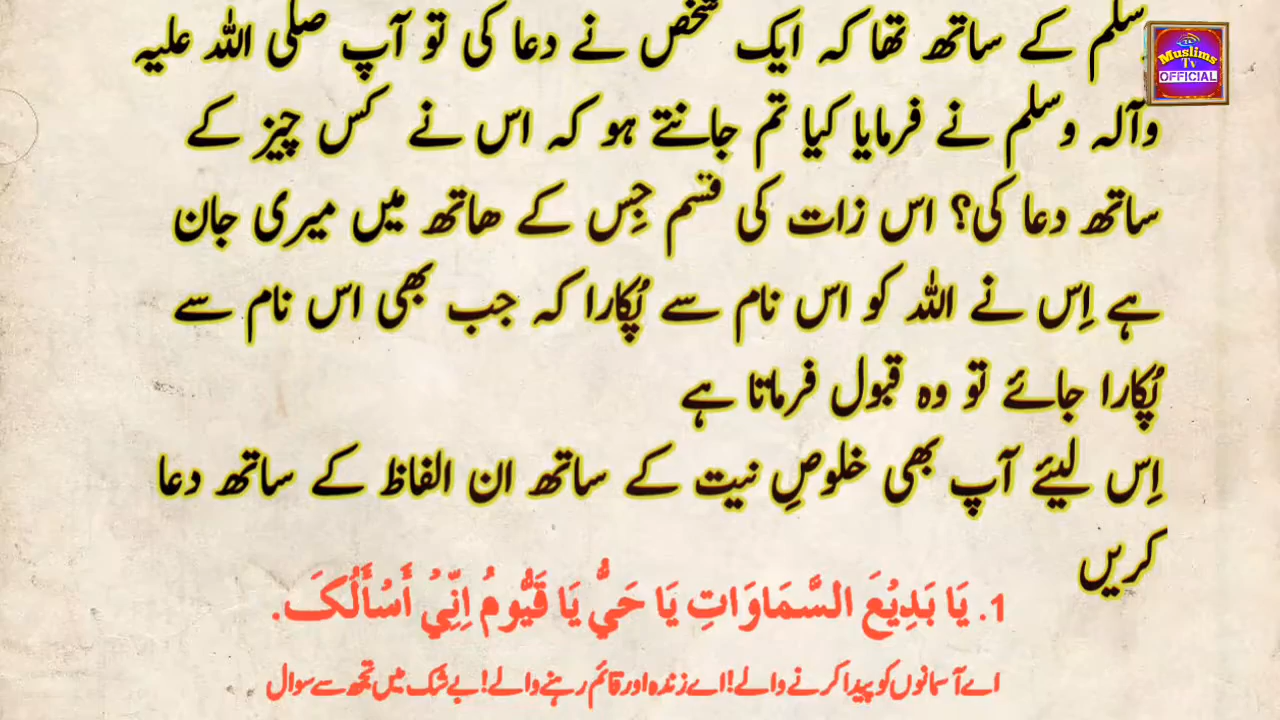 وسلم کے ساتھ تھا کہ ایک شخص نے دعا کی تو آپ صلی اللہ علیہ
وآلہ وسلم نے فرمایا کیا تم جانتے ہو کہ اس نے کس چیز کے
ساتھ دعا کی؟ اس زات کی قسم جِس کے ھاتھ میں میری جان
ہے اِس نے اللہ کو اس نام سے پُکارا کہ جب بھی اس نام سے
پُکارا جائے تو وہ قبول فرماتا ہے
اِس لیئے آپ بھی خلوصِ نیت کے ساتھ ان الفاظ کے ساتھ دعا
کریں
1. يَا بَدِيْعَ السَّمَاوَاتِ يَا حَيُّ يَا قَيُّومُ اِنِّيْ أَسْأَلُكَ.
اے آسمانوں کو پیدا کرنے والے! اے زندہ اور قائم رہنے والے! بے شک میں تجھ سے سوال
Muslims
Tv
OFFICIAL